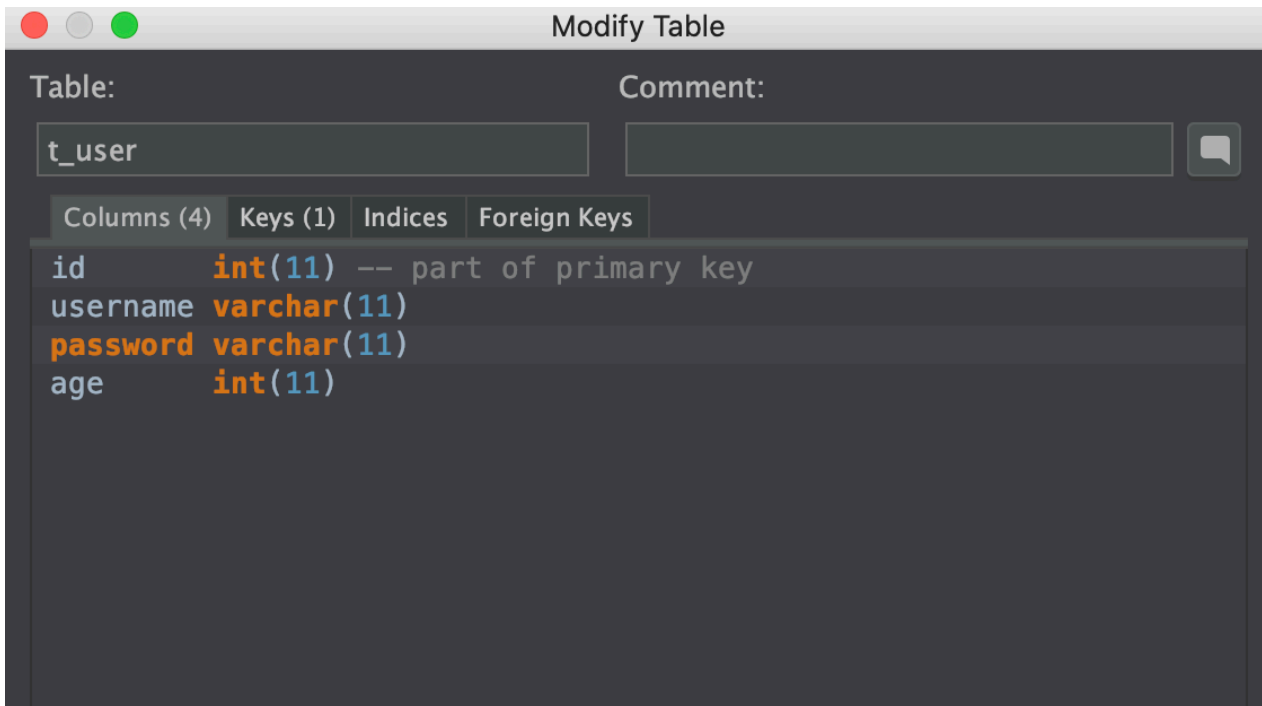 Modify Table
Table: Comment:
t_user
Columns (4) Keys (1) Indices Foreign Keys
id int(11) -- part of primary key
username varchar(11)
password varchar(11)
age int(11)